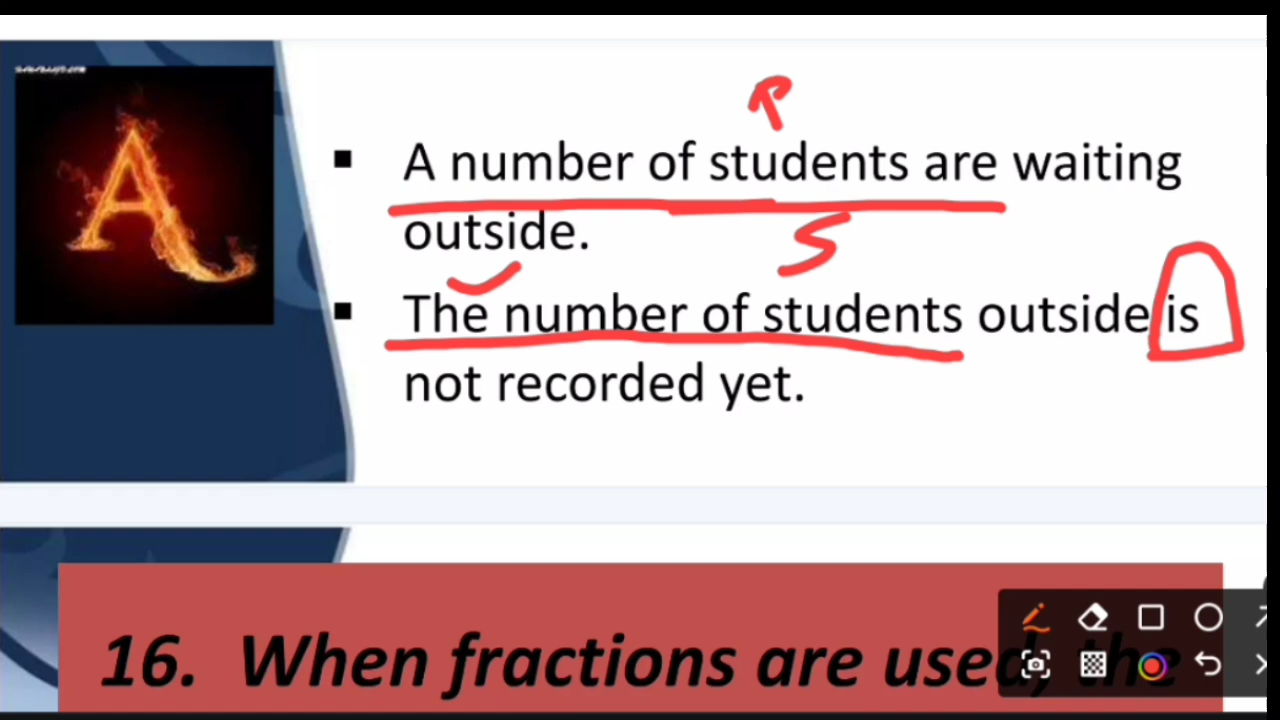 A number of students are waiting
outside.
The number of students outside is
not recorded yet.
P
S
A
16. When fractions are used, the